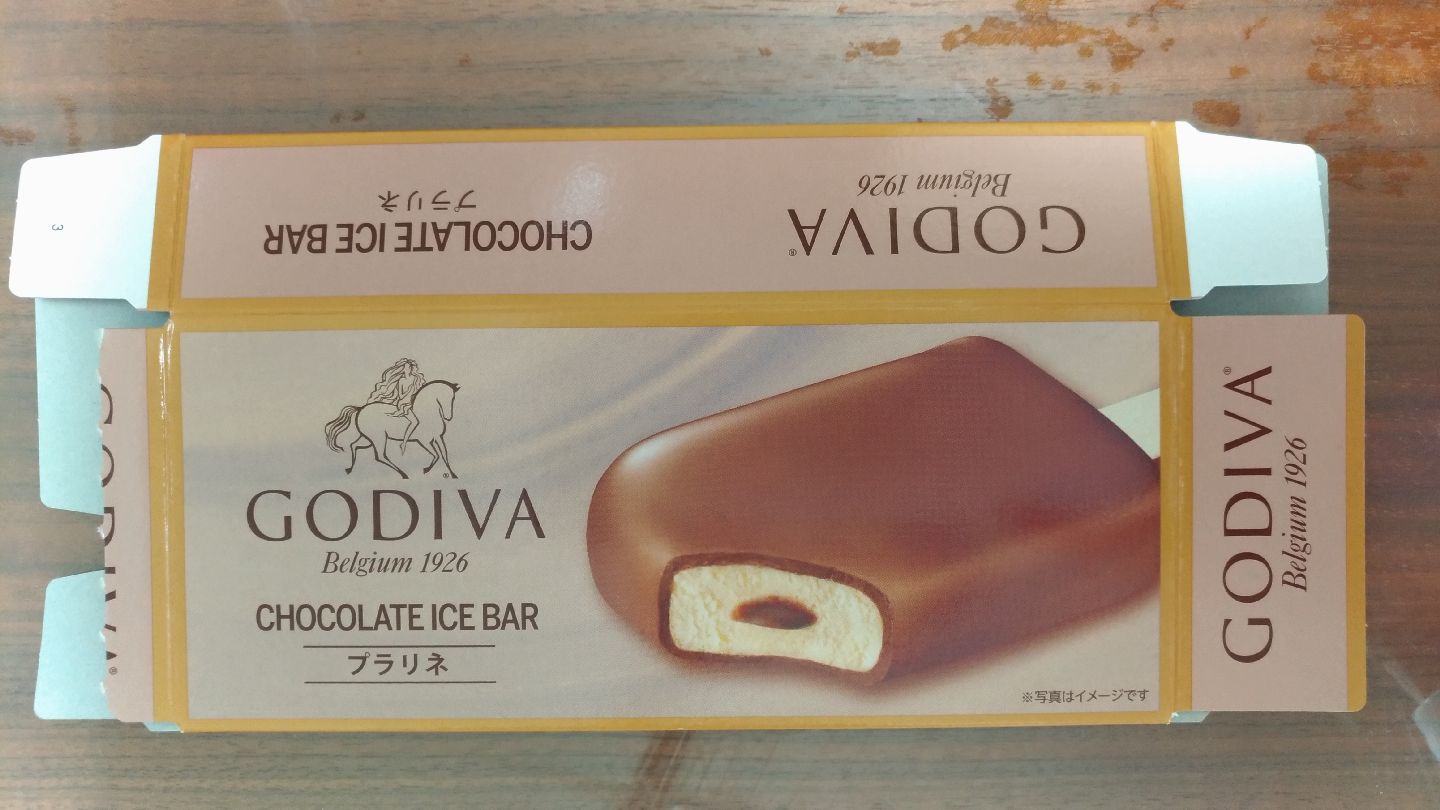 GODIVA®
Belgium 1926
CHOCOLATE ICE BAR
プラリネ
GODIVA
Belgium 1926
CHOCOLATE ICE BAR
プラリネ
※写真はイメージです
GODIVA®
Belgium 1926
GODIVA®
3